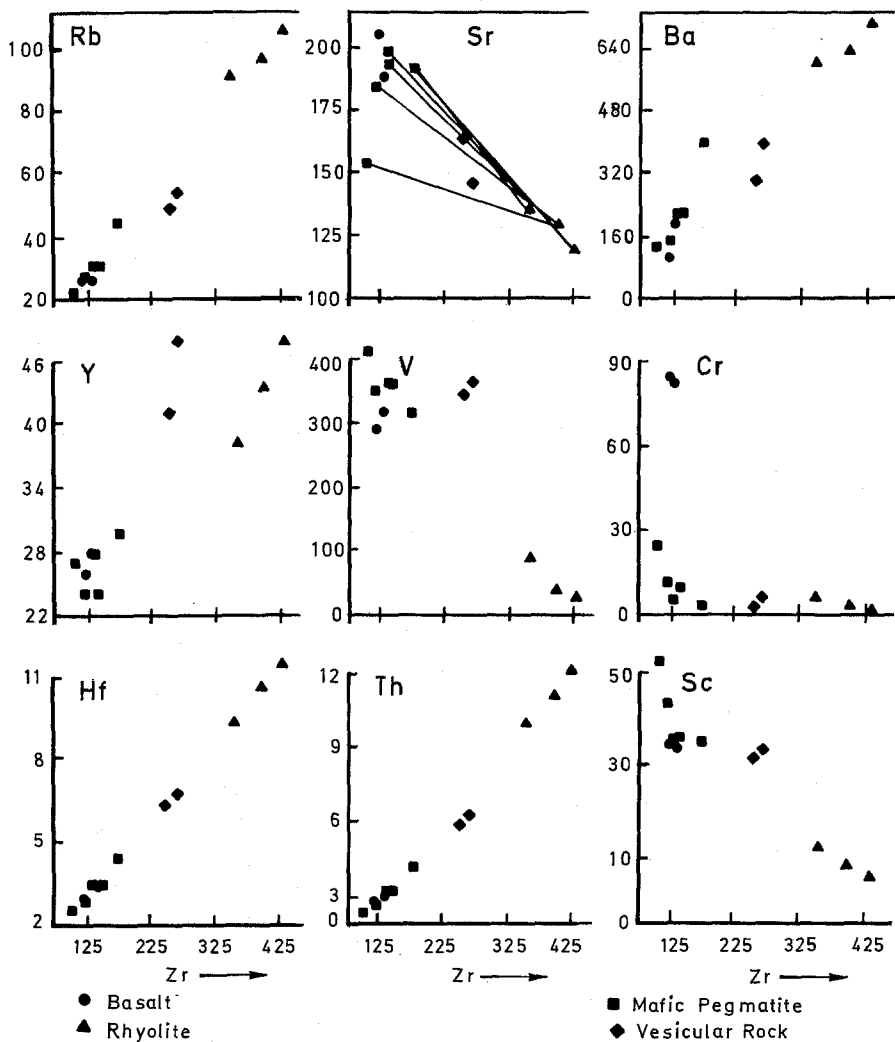 Rb
100
80
60
40
20
Sr
200
175
150
125
100
Ba
640
480
320
160
0
Y
46
40
34
28
22
V
400
300
200
100
0
Cr
90
60
30
0
Hf
11
8
5
2
125 225 325 425
Zr
Th
12
9
6
3
0
125 225 325 425
Zr
Sc
50
30
10
0
125 225 325 425
Zr
Basalt
Rhyolite
Mafic Pegmatite
Vesicular Rock